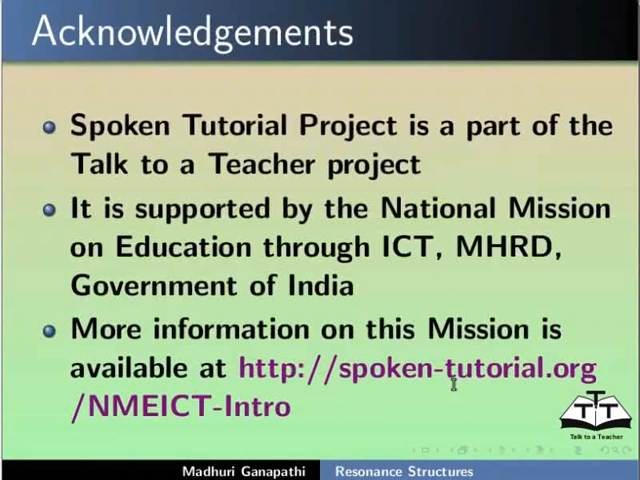 Acknowledgements
Spoken Tutorial Project is a part of the
Talk to a Teacher project
It is supported by the National Mission
on Education through ICT, MHRD,
Government of India
More information on this Mission is
available at http://spoken-tutorial.org
/NMEICT-Intro
TTT
Talk to a Teacher
Madhuri Ganapathi Resonance Structures